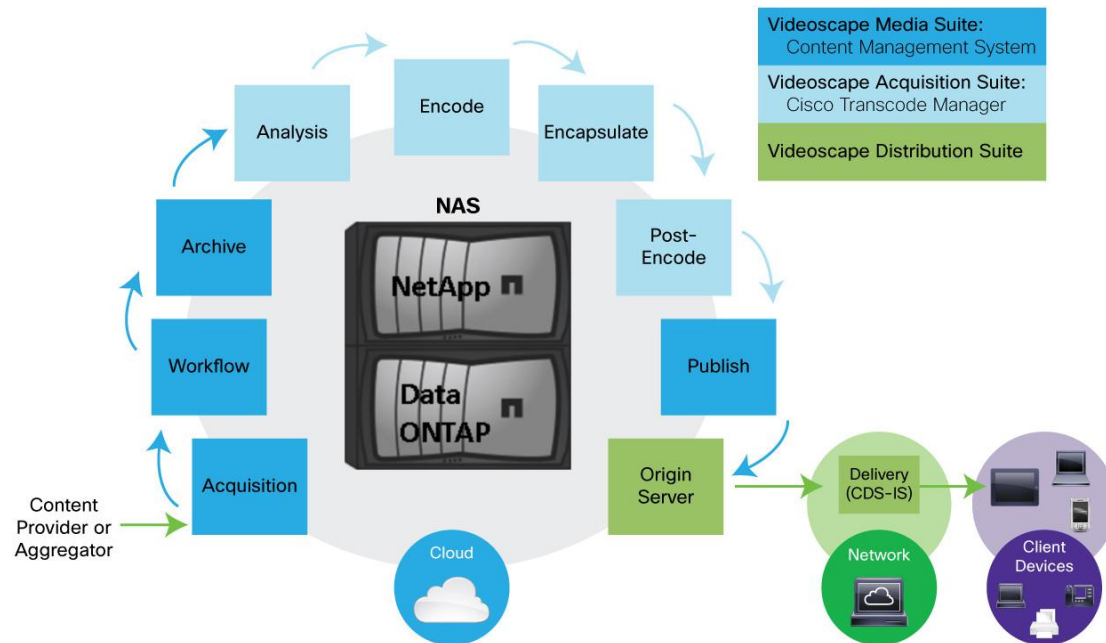 Videoscape Media Suite:
Content Management System
Videoscape Acquisition Suite:
Cisco Transcode Manager
Videoscape Distribution Suite
Encode
Analysis
Encapsulate
NAS
Archive
Post-
Encode
NetApp
Workflow
Publish
Data
ONTAP
Acquisition
Origin
Server
Delivery
(CDS-IS)
Content
Provider or
Aggregator
Cloud
Network
Client
Devices